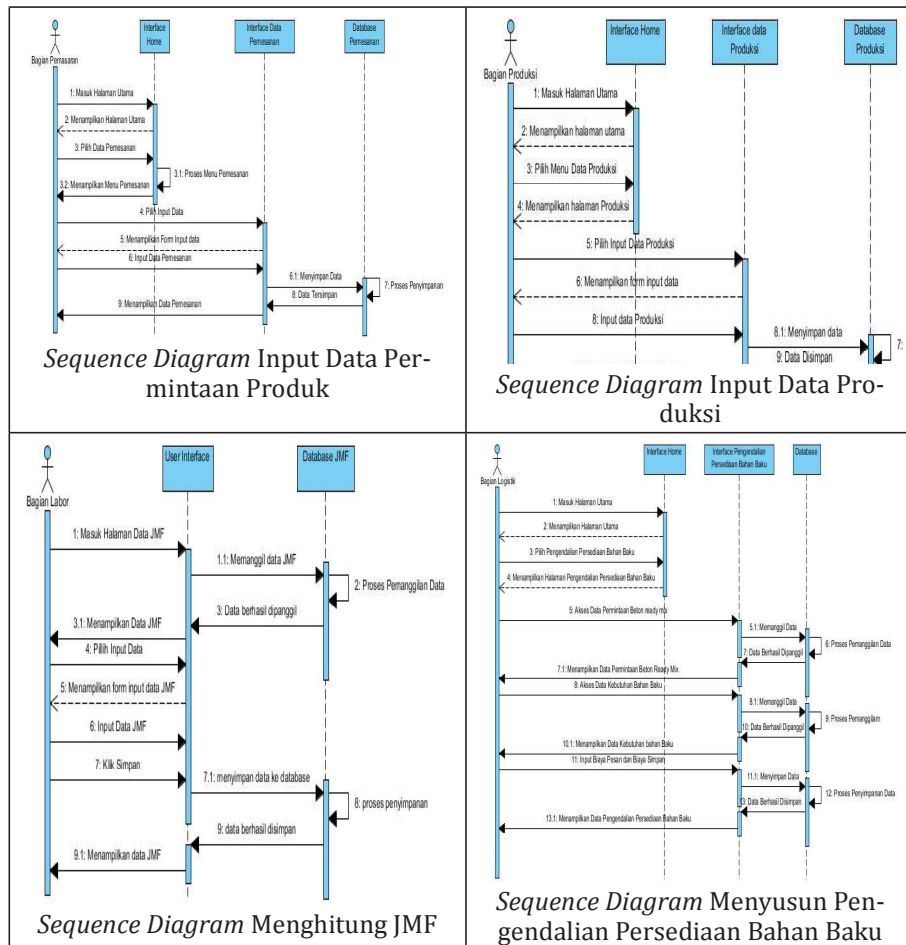 Interface
Home
Interface Data
Pemesanan
Database
Pemesanan
Bagian Pemasaran
1: Masuk Halaman Utama
2: Menampilkan Halaman Utama
3: Pilih Data Pemesanan
3.1: Proses Menu Pemesanan
3.2: Menampilkan Menu Pemesanan
4: Pilih Input Data
5: Menampilkan Form Input data
6: Input Data Pemesanan
6.1: Menyimpan Data
7: Proses Penyimpanan
8: Data Tersimpan
9: Menampilkan Data Pemesanan
Sequence Diagram Input Data Per-
mintaan Produk
Interface Home
Interface data
Produksi
Database
Produksi
Bagian Produksi
1: Masuk Halaman Utama
2: Menampilkan halaman utama
3: Pilih Menu Data Produksi
4: Menampilkan halaman Produksi
5: Pilih Input Data Produksi
6: Menampilkan form input data
8: Input data Produksi
8.1: Menyimpan data
7:
9: Data Disimpan
Sequence Diagram Input Data Pro-
duksi
User Interface
Database JMF
Bagian Labor
1: Masuk Halaman Data JMF
1.1: Memanggil data JMF
2: Proses Pemanggilan Data
3: Data berhasil dipanggil
3.1: Menampilkan Data JMF
4: Pillih Input Data
5: Menampilkan form input data JMF
6: Input Data JMF
7: Klik Simpan
7.1: menyimpan data ke database
8: proses penyimpanan
9: data berhasil disimpan
9.1: Menampilkan data JMF
Sequence Diagram Menghitung JMF
Interface Home
Interface Pengendalian
Persediaan Bahan Baku
Database
Bagian Logistik
1: Masuk Halaman Utama
2: Menampilkan Halaman Utama
3: Pilih Pengendalian Persediaan Bahan Baku
4: Menampilkan Halaman Pengendalian Persediaan Bahan Baku
5: Akses Data Permintaan Beton ready mix
5.1: Memanggil Data
6: Proses Pemanggilan Data
7: Data Berhasil Dipanggil
7.1: Menampilkan Data Permintaan Beton Ready Mix
8: Akses Data Kebutuhan Bahan Baku
8.1: Memanggil Data
9: Proses Pemanggilam
10: Data Berhasil Dipanggil
10.1: Menampilkan Data Kebutuhan bahan Baku
11: Input Biaya Pesan dan Biaya Simpan
11.1: Menyimpan Data
12: Proses Penyimpanan Data
13: Data Berhasil Disimpan
13.1: Menampilkan Data Pengendalian Persediaan Bahan Baku
Sequence Diagram Menyusun Pen-
gendalian Persediaan Bahan Baku